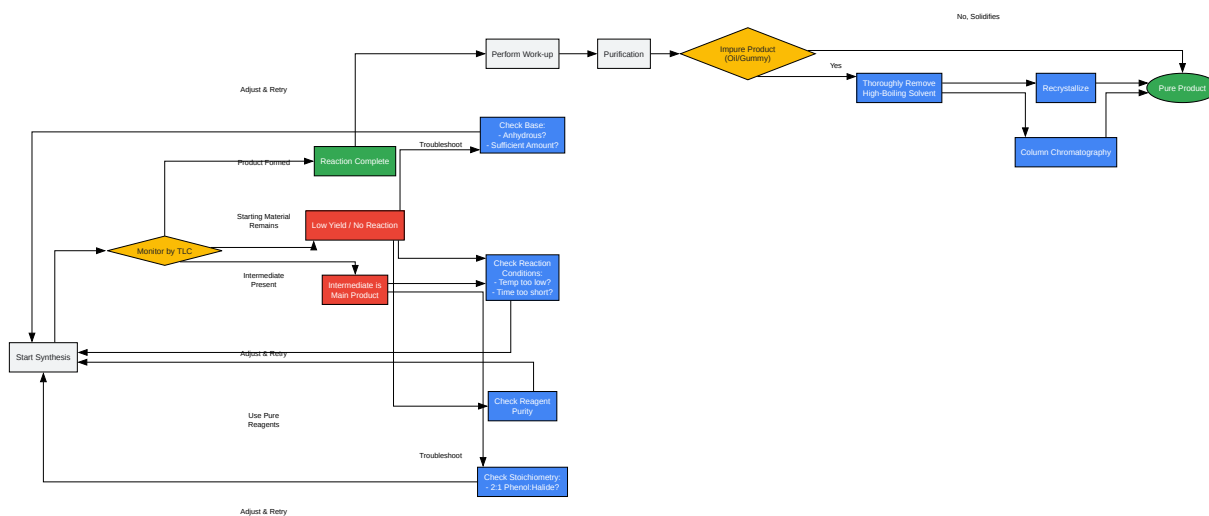 No, Solidifies
Perform Work-up
Purification
Impure Product
(Oil/Gummy)
Yes
Thoroughly Remove
High-Boiling Solvent
Recrystallize
Pure Product
Adjust & Retry
Check Base:
- Anhydrous?
- Sufficient Amount?
Troubleshoot
Column Chromatography
Product Formed
Reaction Complete
Starting Material
Remains
Low Yield / No Reaction
Monitor by TLC
Intermediate
Present
Intermediate is
Main Product
Check Reaction
Conditions:
- Temp too low?
- Time too short?
Start Synthesis
Adjust & Retry
Check Reagent
Purity
Use Pure
Reagents
Troubleshoot
Check Stoichiometry:
- 2:1 Phenol:Halide?
Adjust & Retry